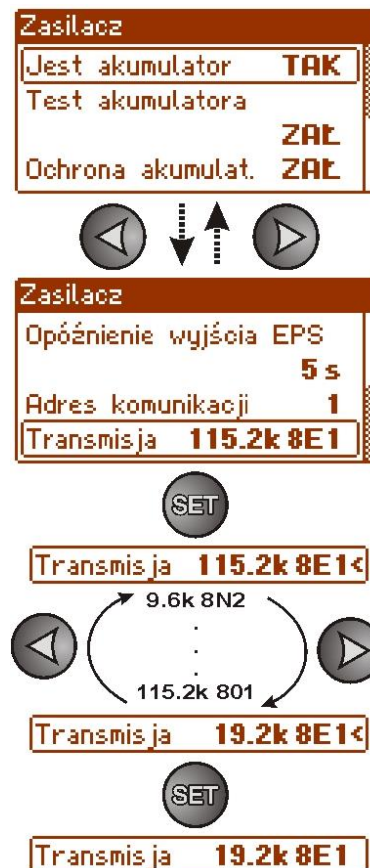 Zasilacz
Jest akumulator TAK
Test akumulatora
ZAŁ
Ochrona akumulat. ZAŁ
Zasilacz
Opóźnienie wyjścia EPS
5 s
Adres komunikacji 1
Transmisja 115.2k 8E1
SET
Transmisja 115.2k 8E1<
9.6k 8N2
.
.
.
115.2k 801
Transmisja 19.2k 8E1<
SET
Transmisja 19.2k 8E1